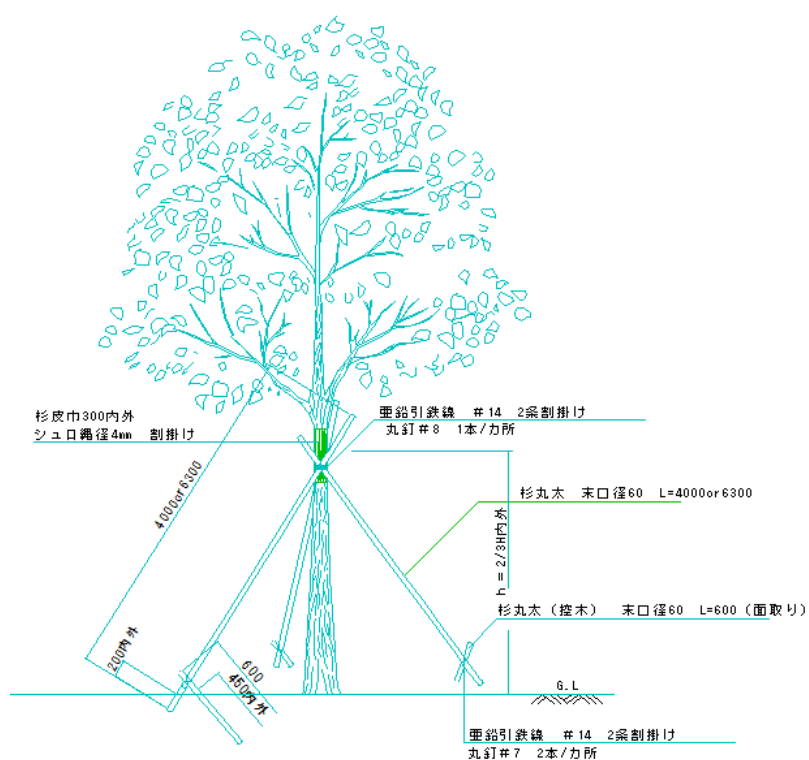 杉皮巾300内外
シュロ縄径4mm 割掛け
亜鉛引鉄線 #14 2条割掛け
丸釘#8 1本/カ所
4000or6300
杉丸太 末口径60 L=4000or6300
h=2/3H内外
杉丸太(控木) 末口径60 L=600(面取り)
200内外
600
450内外
G.L
亜鉛引鉄線 #14 2条割掛け
丸釘#7 2本/カ所